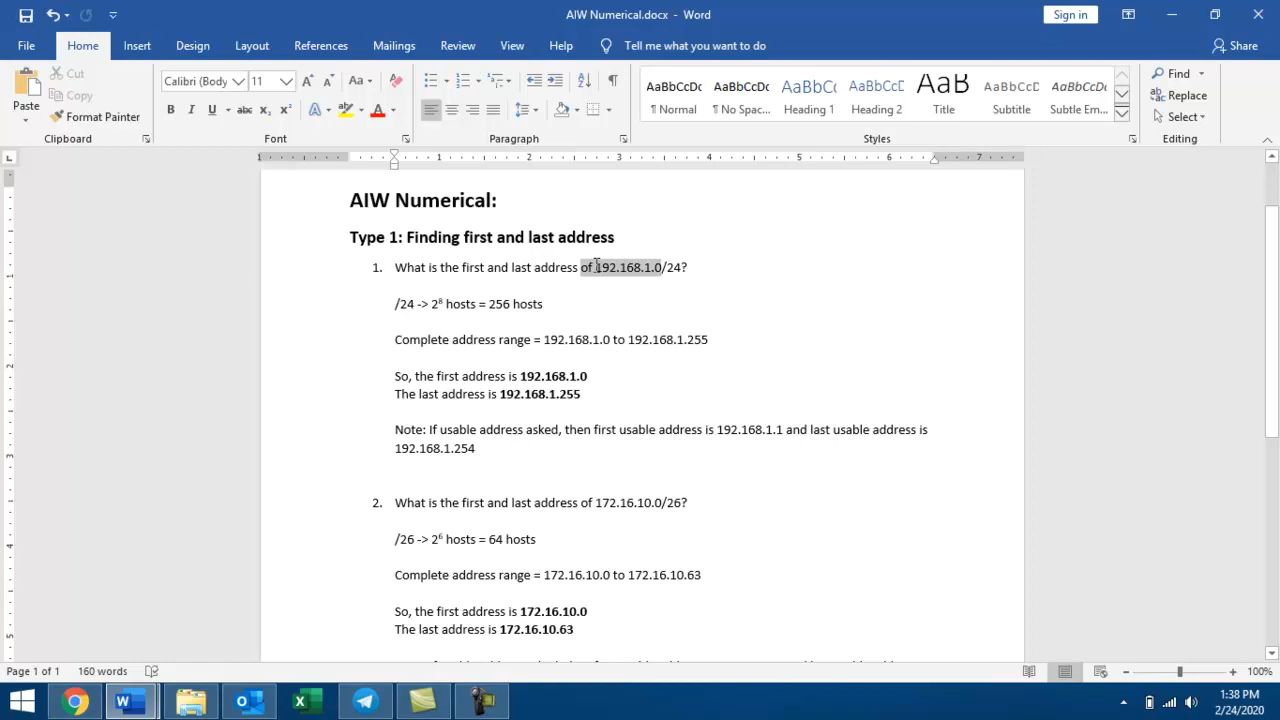 AIW Numerical.docx - Word
Sign in
File Home Insert Design Layout References Mailings Review View Help Tell me what you want to do Share
Paste
Cut
Copy
Format Painter
Clipboard
Calibri (Body 11
Font
Paragraph
AaBbCcDc AaBbCcDc AaBbCc AaBbCcD AaB AaBbCcD AaBbCcDc
¶ Normal ¶ No Spac... Heading 1 Heading 2 Title Subtitle Subtle Em...
Styles
Find
Replace
Select
Editing
1 1 2 3 4 5 6 7
AIW Numerical:
Type 1: Finding first and last address
1. What is the first and last address of 192.168.1.0/24?
/24 -> 2⁸ hosts = 256 hosts
Complete address range = 192.168.1.0 to 192.168.1.255
So, the first address is 192.168.1.0
The last address is 192.168.1.255
Note: If usable address asked, then first usable address is 192.168.1.1 and last usable address is
192.168.1.254
2. What is the first and last address of 172.16.10.0/26?
/26 -> 2⁶ hosts = 64 hosts
Complete address range = 172.16.10.0 to 172.16.10.63
So, the first address is 172.16.10.0
The last address is 172.16.10.63
Page 1 of 1 160 words 100%
1:38 PM
2/24/2020